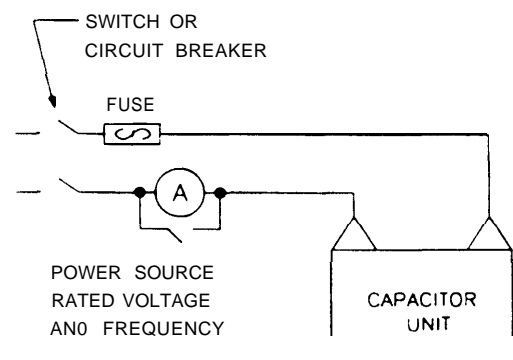 SWITCH OR
CIRCUIT BREAKER
FUSE
A
POWER SOURCE
RATED VOLTAGE
AN0 FREQUENCY
CAPACITOR
UNIT